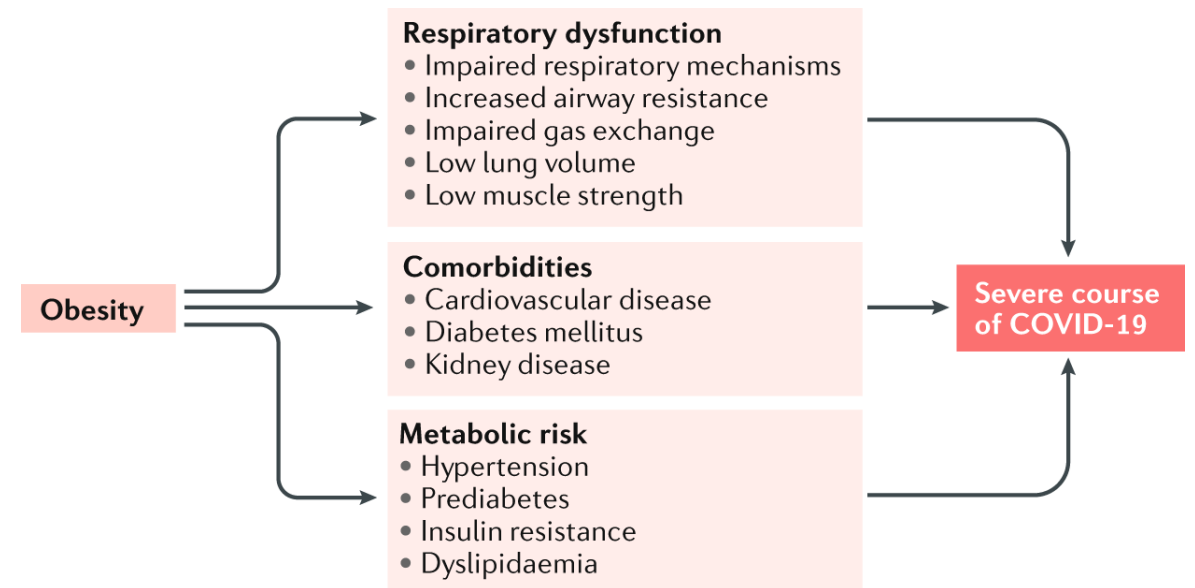 Respiratory dysfunction
• Impaired respiratory mechanisms
• Increased airway resistance
• Impaired gas exchange
• Low lung volume
• Low muscle strength
Obesity
Comorbidities
• Cardiovascular disease
• Diabetes mellitus
• Kidney disease
Severe course
of COVID-19
Metabolic risk
• Hypertension
• Prediabetes
• Insulin resistance
• Dyslipidaemia